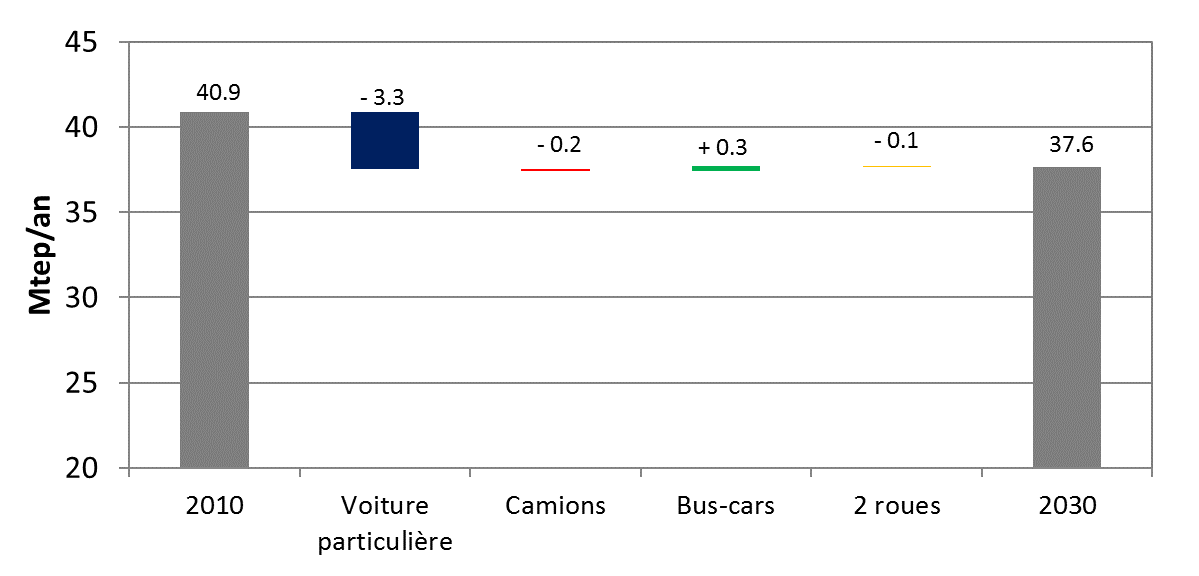 45
40
35
30
25
20
Mtep/an
40.9
- 3.3
- 0.2
+ 0.3
- 0.1
37.6
2010
Voiture
particulière
Camions
Bus-cars
2 roues
2030